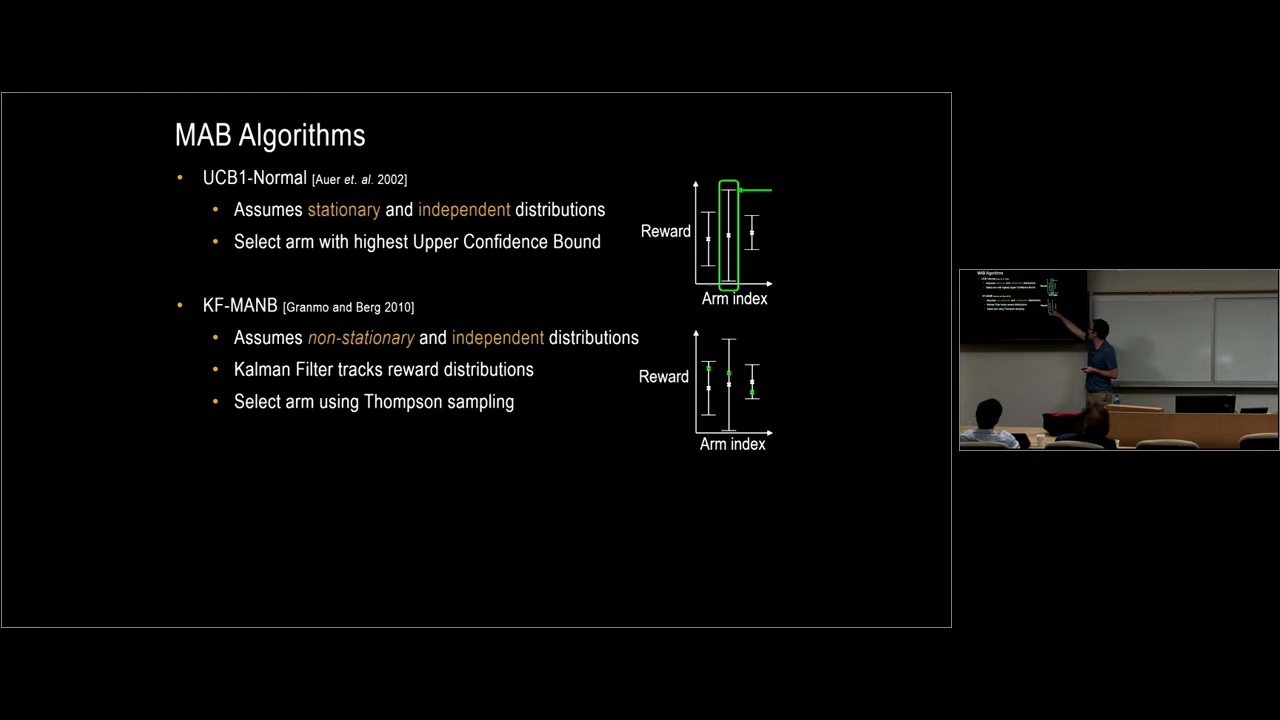 MAB Algorithms
• UCB1-Normal [Auer et. al. 2002]
• Assumes stationary and independent distributions
• Select arm with highest Upper Confidence Bound
Reward
Arm index
• KF-MANB [Granmo and Berg 2010]
• Assumes non-stationary and independent distributions
• Kalman Filter tracks reward distributions
• Select arm using Thompson sampling
Reward
Arm index